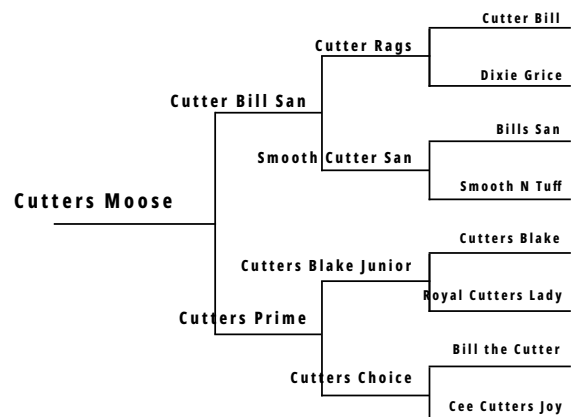 Cutter Bill
Cutter Rags
Dixie Grice
Cutter Bill San
Bills San
Smooth Cutter San
Smooth N Tuff
Cutters Moose
Cutters Blake
Cutters Blake Junior
Royal Cutters Lady
Cutters Prime
Bill the Cutter
Cutters Choice
Cee Cutters Joy